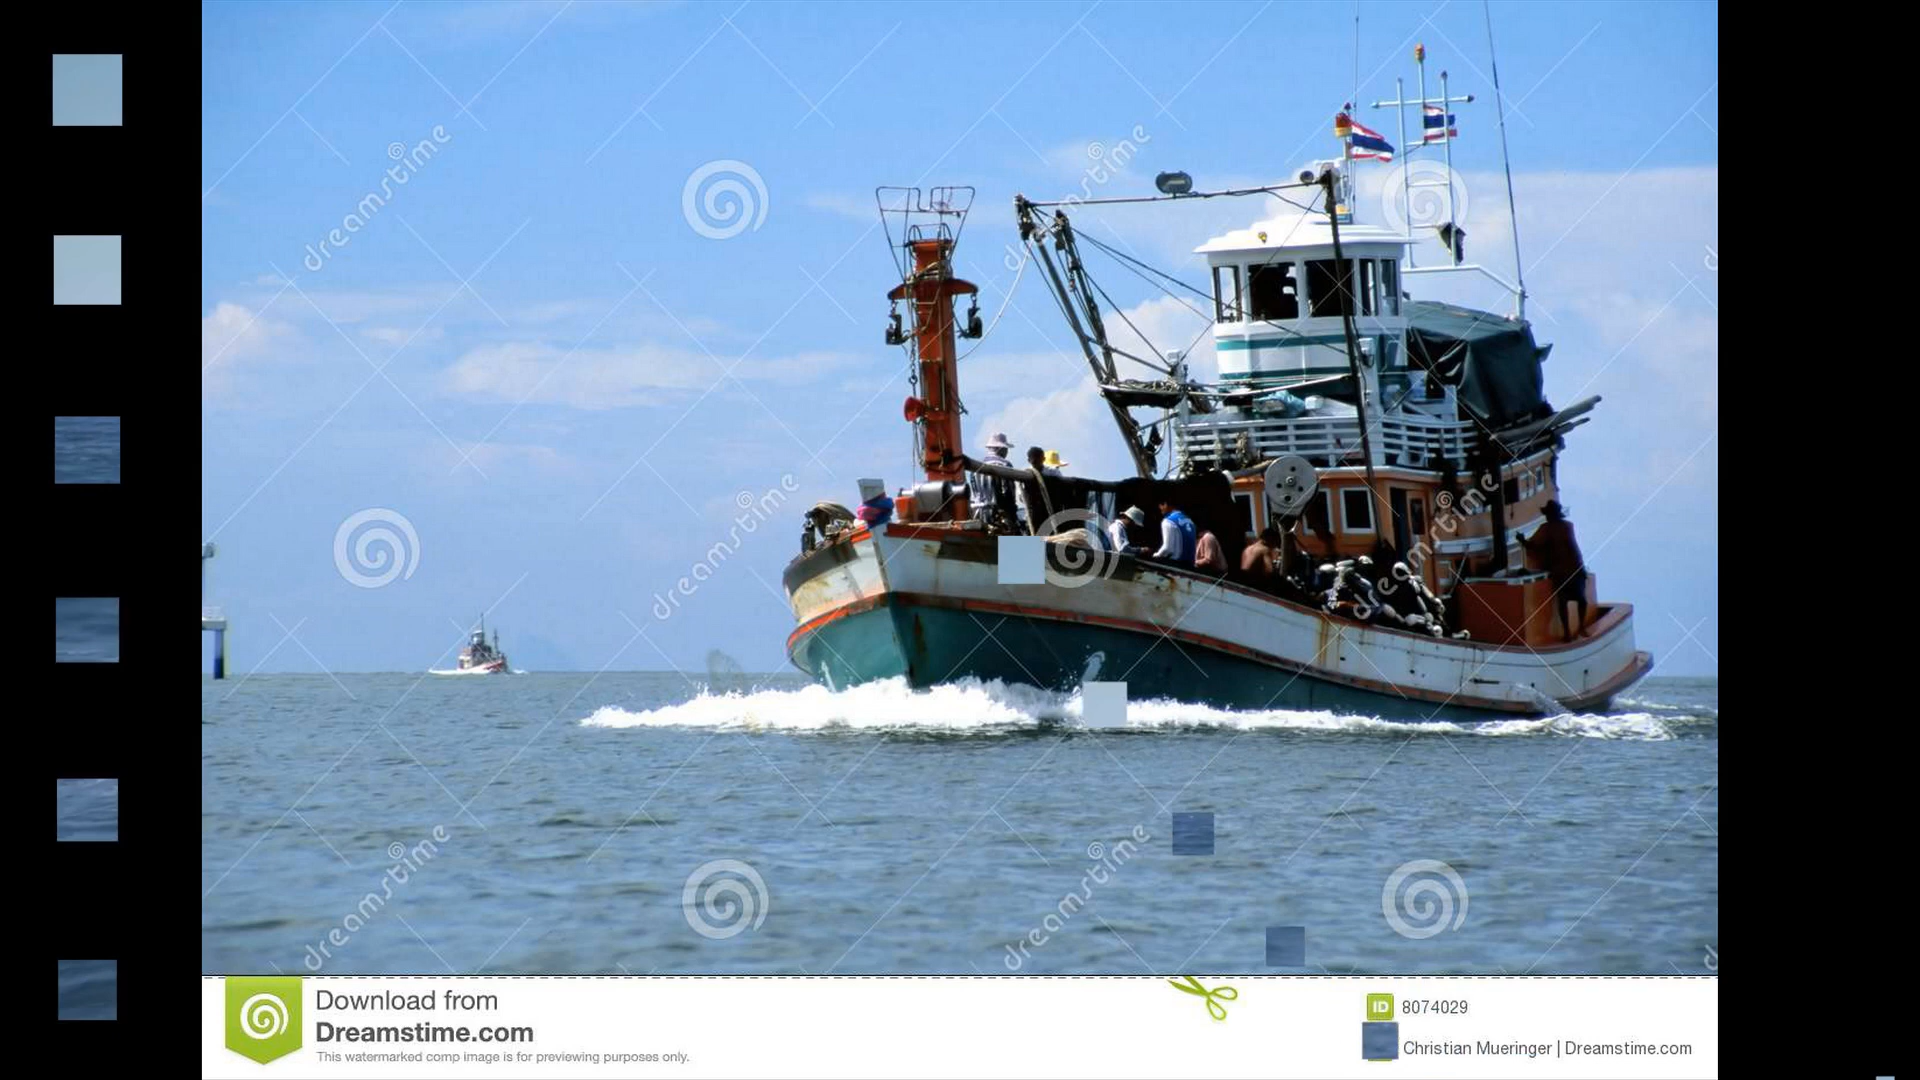 dreamstime
dreamstime
dreamstime
dreamstime
dreamstime
dreamstime
Download from
Dreamstime.com
This watermarked comp image is for previewing purposes only.
ID 8074029
Christian Mueringer | Dreamstime.com